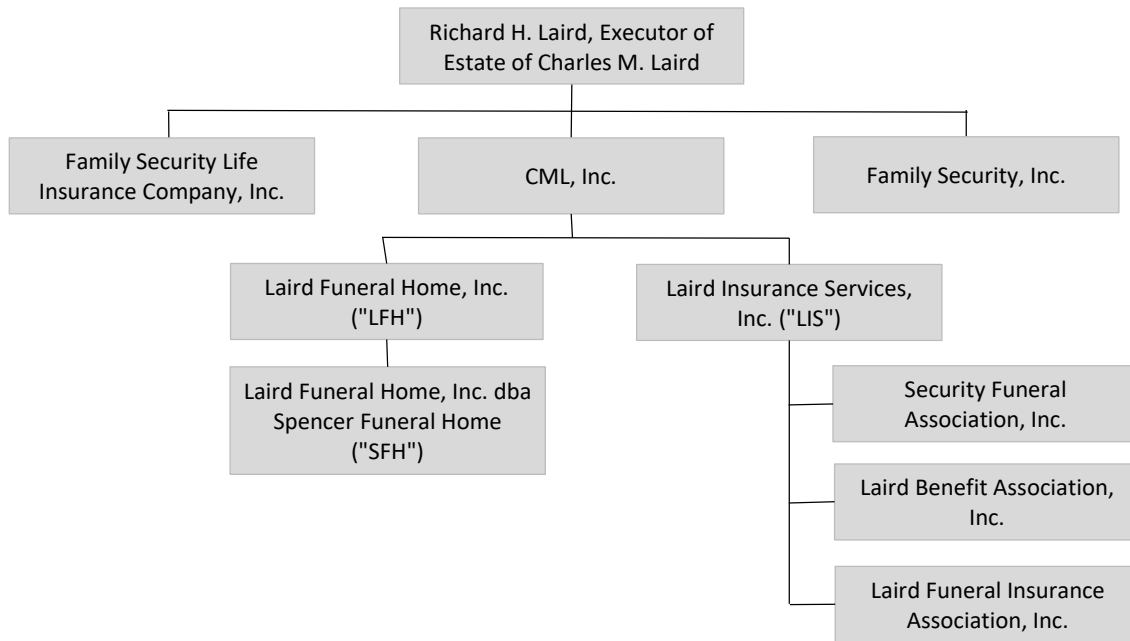 Richard H. Laird, Executor of
Estate of Charles M. Laird
Family Security Life
Insurance Company, Inc.
CML, Inc.
Family Security, Inc.
Laird Funeral Home, Inc.
("LFH")
Laird Insurance Services,
Inc. ("LIS")
Laird Funeral Home, Inc. dba
Spencer Funeral Home
("SFH")
Security Funeral
Association, Inc.
Laird Benefit Association,
Inc.
Laird Funeral Insurance
Association, Inc.